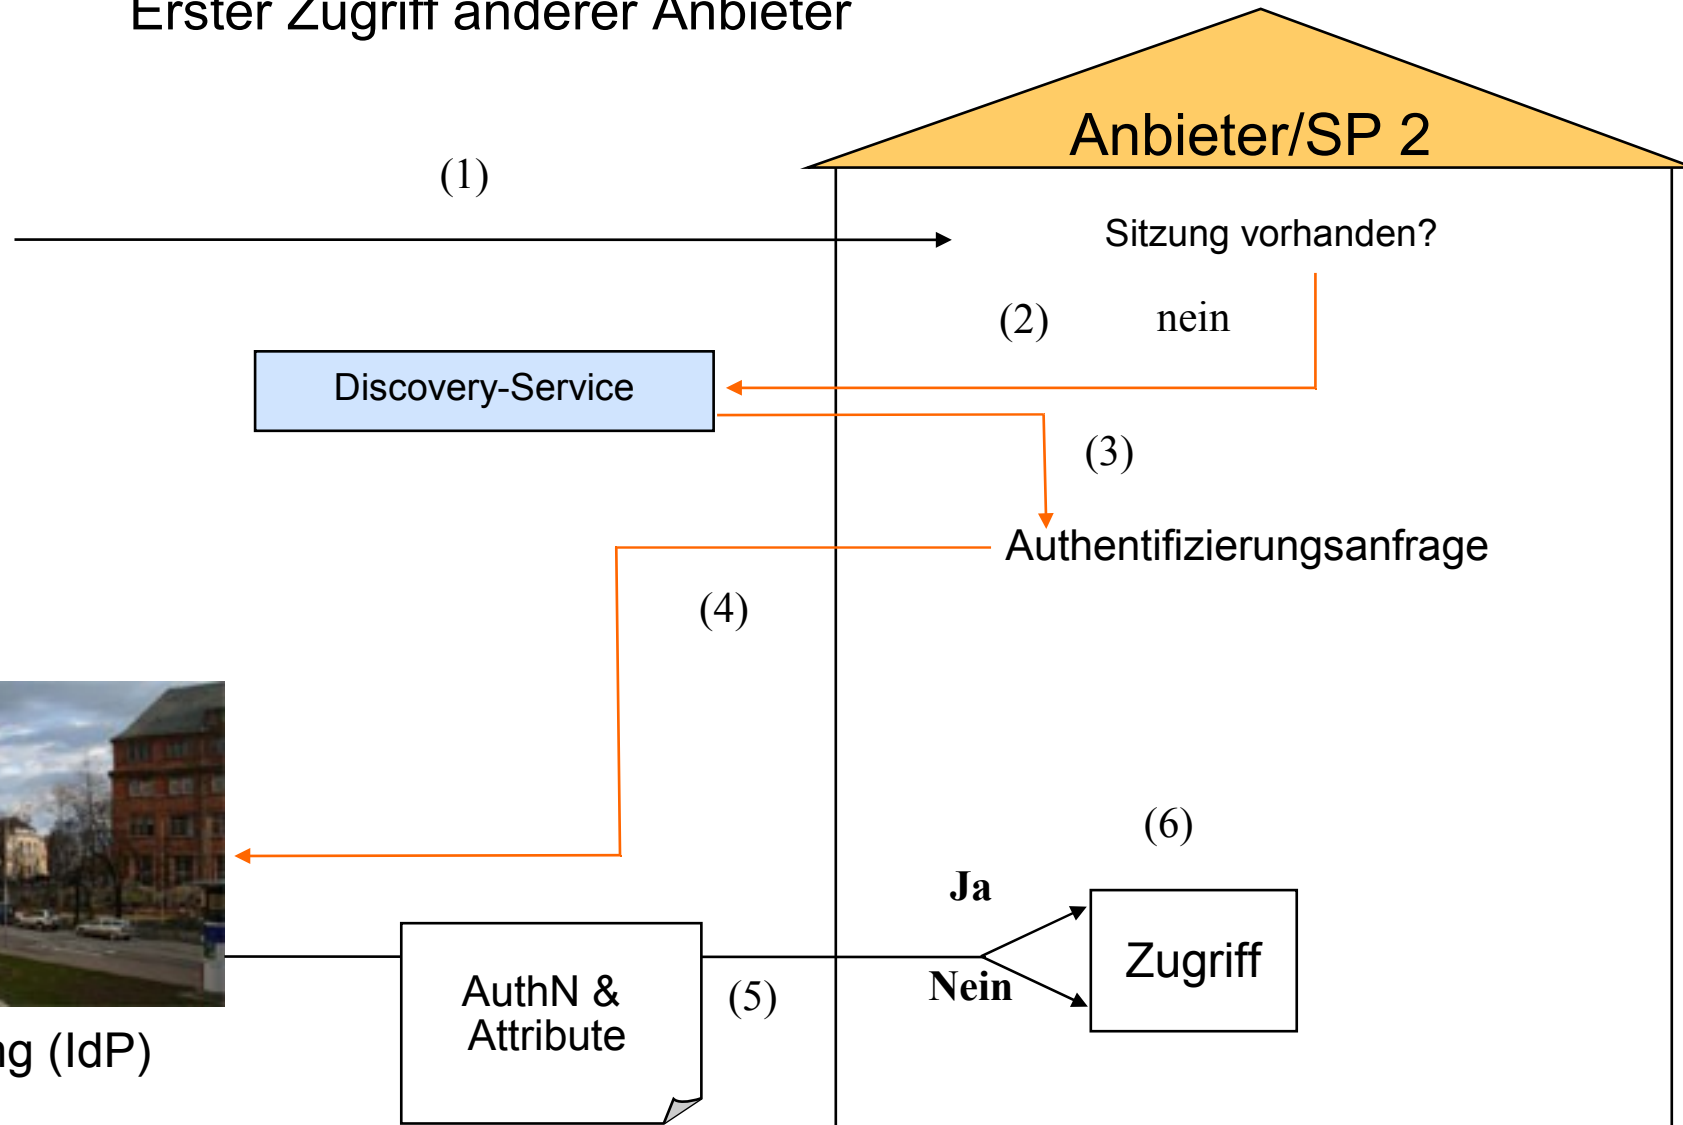 Erster Zugriff anderer Anbieter
Anbieter/SP 2
(1)
Sitzung vorhanden?
(2)
nein
Discovery-Service
(3)
Authentifizierungsanfrage
(4)
(6)
Ja
Zugriff
Nein
AuthN &
Attribute
(5)
(IdP)